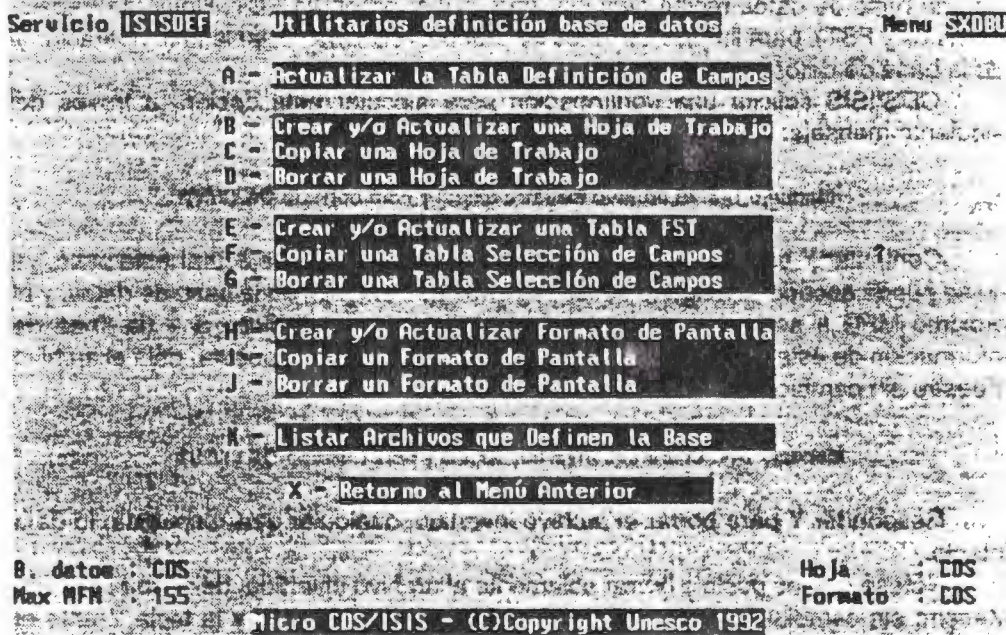 Servicio ISISDEF Utilitarios definición base de datos Menu SXDBD
A - Actualizar la Tabla Definición de Campos
B - Crear y/o Actualizar una Hoja de Trabajo
C - Copiar una Hoja de Trabajo
D - Borrar una Hoja de Trabajo
E - Crear y/o Actualizar una Tabla FST
F - Copiar una Tabla Selección de Campos ?
G - Borrar una Tabla Selección de Campos
H - Crear y/o Actualizar Formato de Pantalla
I - Copiar un Formato de Pantalla
J - Borrar un Formato de Pantalla
K - Listar Archivos que Definen la Base
X - Retorno al Menú Anterior
B. datos : CDS Hoja : CDS
Max MFN : 155 Formato : CDS
Micro CDS/ISIS - (C)Copyright Unesco 1992